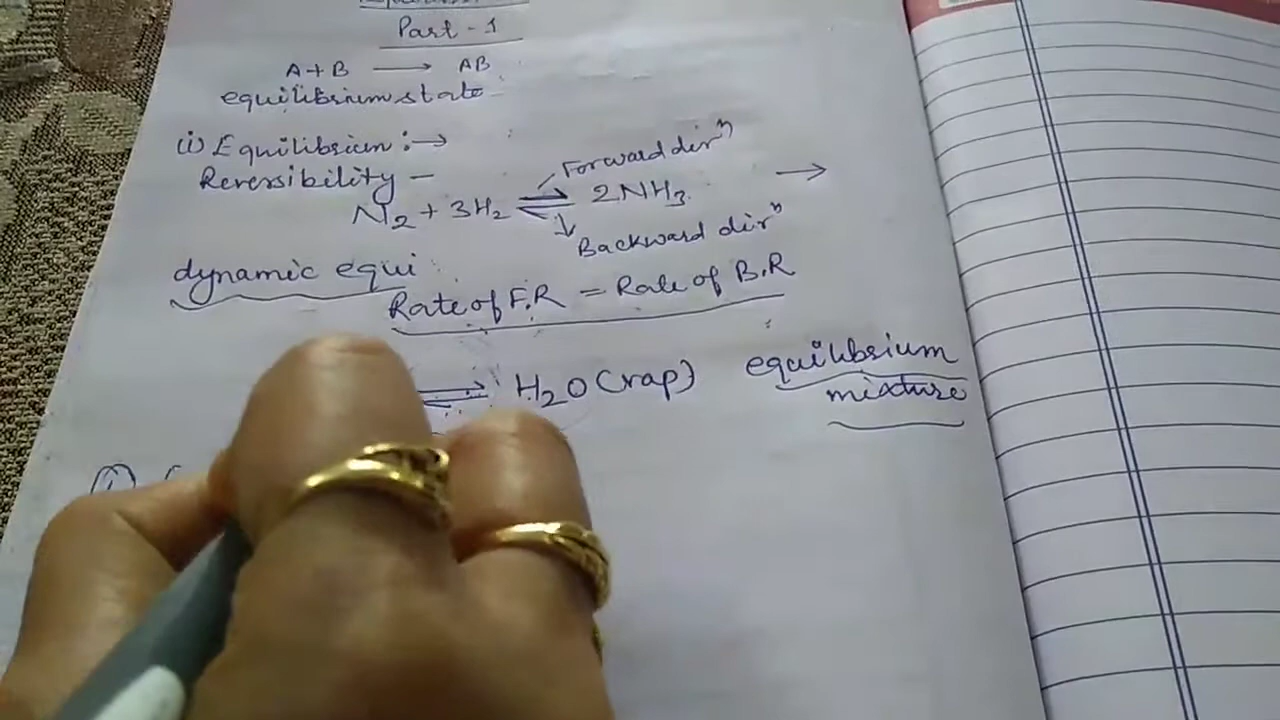 Part - 1
A + B ⟶ AB
equilibrium state
(i) Equilibrium :→
Reversibility —
Forward dirⁿ →
N₂ + 3H₂ ⇌ 2NH₃
Backward dirⁿ
dynamic equi
Rate of F.R = Rate of B.R
⇌ H₂O (vap) equilibrium
mixture
①